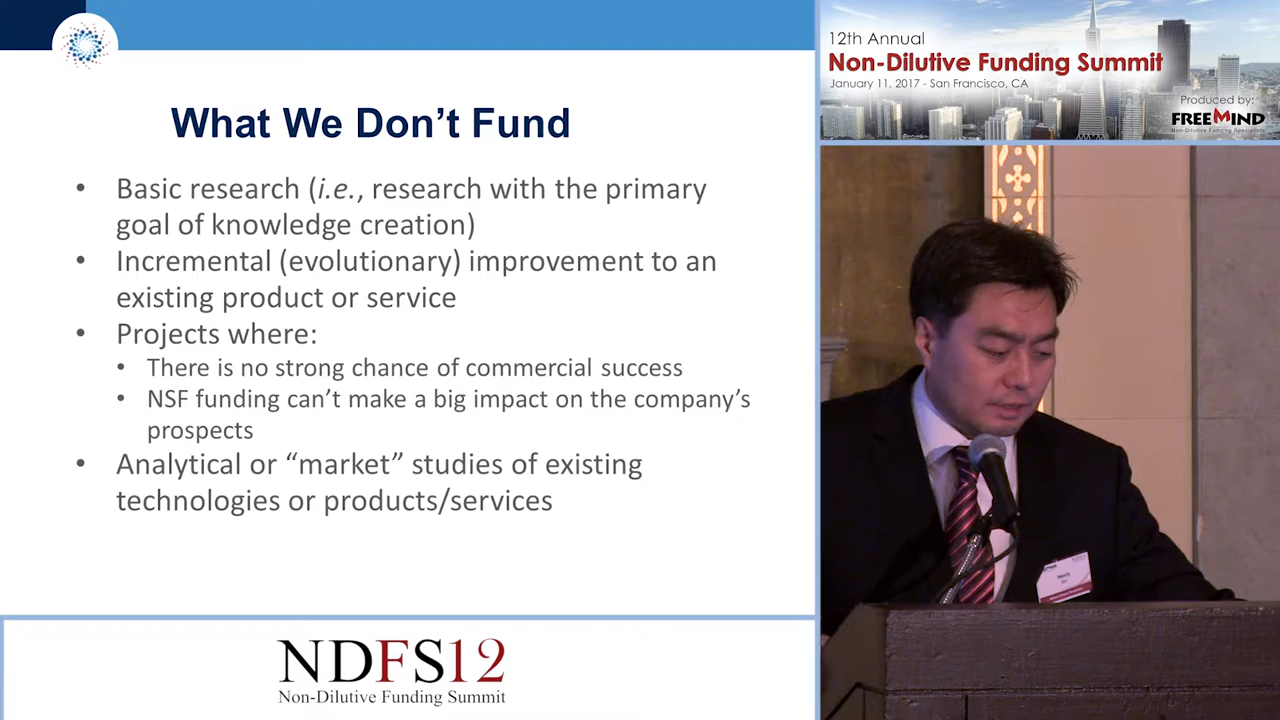 What We Don’t Fund
• Basic research (i.e., research with the primary
goal of knowledge creation)
• Incremental (evolutionary) improvement to an
existing product or service
• Projects where:
• There is no strong chance of commercial success
• NSF funding can’t make a big impact on the company’s
prospects
• Analytical or “market” studies of existing
technologies or products/services
NDFS12
Non-Dilutive Funding Summit
12th Annual
Non-Dilutive Funding Summit
January 11, 2017 - San Francisco, CA
Produced by:
FREEMIND
Non-Dilutive Funding Specialists
Henry